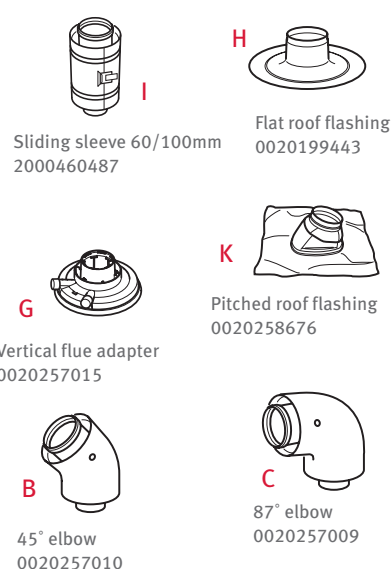 I
Sliding sleeve 60/100mm
2000460487
H
Flat roof flashing
0020199443
G
Vertical flue adapter
0020257015
K
Pitched roof flashing
0020258676
B
45° elbow
0020257010
C
87° elbow
0020257009